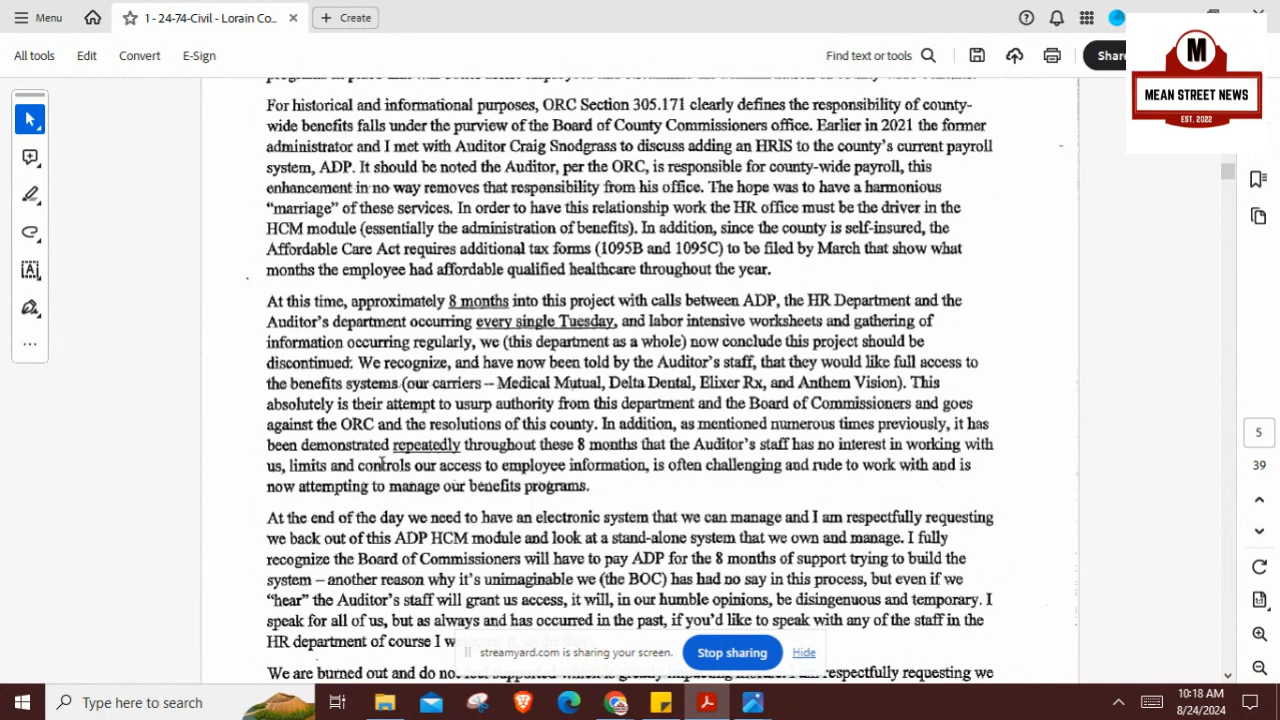 Menu
1 - 24-74-Civil - Lorain Co...
Create
All tools
Edit
Convert
E-Sign
Find text or tools
Share
M
MEAN STREET NEWS
EST. 2022
For historical and informational purposes, ORC Section 305.171 clearly defines the responsibility of county-
wide benefits falls under the purview of the Board of County Commissioners office. Earlier in 2021 the former
administrator and I met with Auditor Craig Snodgrass to discuss adding an HRIS to the county's current payroll
system, ADP. It should be noted the Auditor, per the ORC, is responsible for county-wide payroll, this
enhancement in no way removes that responsibility from his office. The hope was to have a harmonious
"marriage" of these services. In order to have this relationship work the HR office must be the driver in the
HCM module (essentially the administration of benefits). In addition, since the county is self-insured, the
Affordable Care Act requires additional tax forms (1095B and 1095C) to be filed by March that show what
months the employee had affordable qualified healthcare throughout the year.
At this time, approximately 8 months into this project with calls between ADP, the HR Department and the
Auditor's department occurring every single Tuesday, and labor intensive worksheets and gathering of
information occurring regularly, we (this department as a whole) now conclude this project should be
discontinued. We recognize, and have now been told by the Auditor's staff, that they would like full access to
the benefits systems (our carriers – Medical Mutual, Delta Dental, Elixer Rx, and Anthem Vision). This
absolutely is their attempt to usurp authority from this department and the Board of Commissioners and goes
against the ORC and the resolutions of this county. In addition, as mentioned numerous times previously, it has
been demonstrated repeatedly throughout these 8 months that the Auditor's staff has no interest in working with
us, limits and controls our access to employee information, is often challenging and rude to work with and is
now attempting to manage our benefits programs.
At the end of the day we need to have an electronic system that we can manage and I am respectfully requesting
we back out of this ADP HCM module and look at a stand-alone system that we own and manage. I fully
recognize the Board of Commissioners will have to pay ADP for the 8 months of support trying to build the
system – another reason why it's unimaginable we (the BOC) has had no say in this process, but even if we
"hear" the Auditor's staff will grant us access, it will, in our humble opinions, be disingenuous and temporary. I
speak for all of us, but as always and has occurred in the past, if you'd like to speak with any of the staff in the
HR department of course I w
streamyard.com is sharing your screen.
Stop sharing
Hide
We are burned out and do not
I am respectfully requesting we
5
39
Type here to search
10:18 AM
8/24/2024